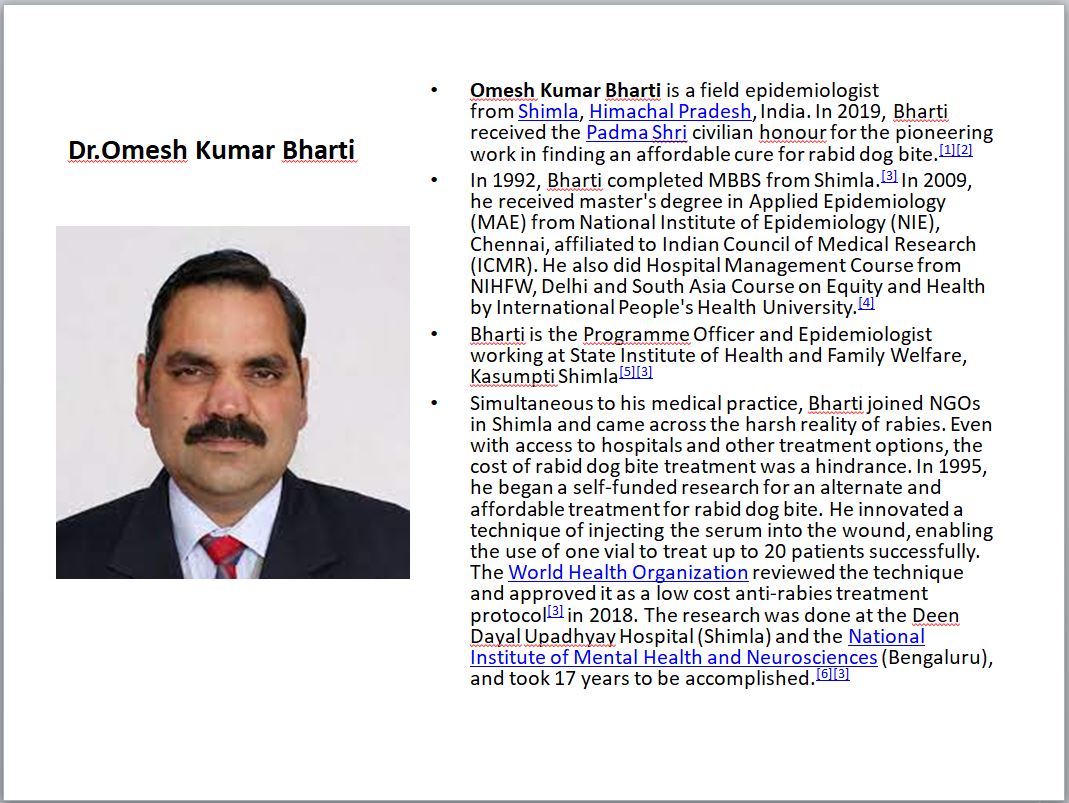 Dr.Omesh Kumar Bharti
• Omesh Kumar Bharti is a field epidemiologist
from Shimla, Himachal Pradesh, India. In 2019, Bharti
received the Padma Shri civilian honour for the pioneering
work in finding an affordable cure for rabid dog bite.[1][2]
• In 1992, Bharti completed MBBS from Shimla.[3] In 2009,
he received master's degree in Applied Epidemiology
(MAE) from National Institute of Epidemiology (NIE),
Chennai, affiliated to Indian Council of Medical Research
(ICMR). He also did Hospital Management Course from
NIHFW, Delhi and South Asia Course on Equity and Health
by International People's Health University.[4]
• Bharti is the Programme Officer and Epidemiologist
working at State Institute of Health and Family Welfare,
Kasumpti Shimla[5][3]
• Simultaneous to his medical practice, Bharti joined NGOs
in Shimla and came across the harsh reality of rabies. Even
with access to hospitals and other treatment options, the
cost of rabid dog bite treatment was a hindrance. In 1995,
he began a self-funded research for an alternate and
affordable treatment for rabid dog bite. He innovated a
technique of injecting the serum into the wound, enabling
the use of one vial to treat up to 20 patients successfully.
The World Health Organization reviewed the technique
and approved it as a low cost anti-rabies treatment
protocol[3] in 2018. The research was done at the Deen
Dayal Upadhyay Hospital (Shimla) and the National
Institute of Mental Health and Neurosciences (Bengaluru),
and took 17 years to be accomplished.[6][3]